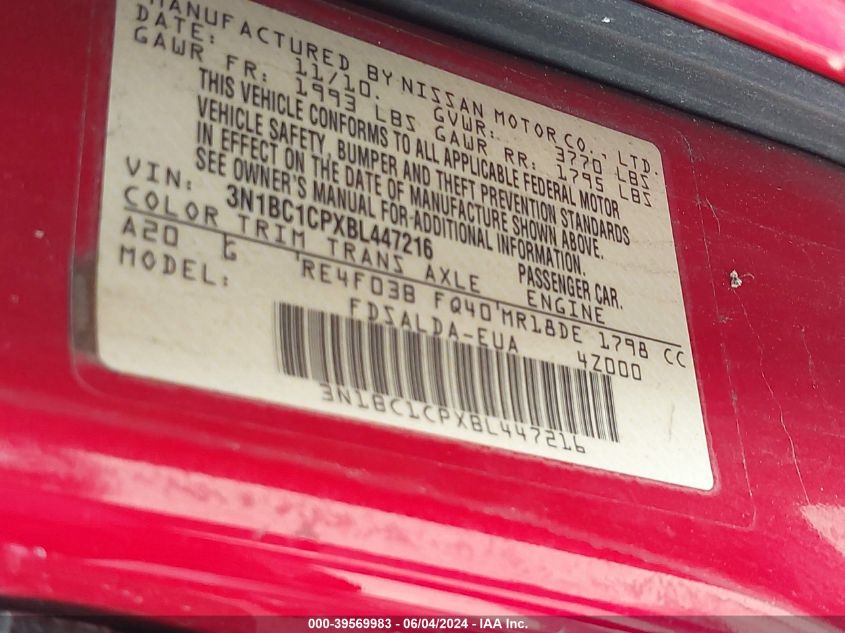 MANUFACTURED BY NISSAN MOTOR CO., LTD.
DATE: 11/10. GVWR: 3770 LBS
GAWR FR: 1993 LBS GAWR RR: 1795 LBS
THIS VEHICLE CONFORMS TO ALL APPLICABLE FEDERAL MOTOR
VEHICLE SAFETY, BUMPER AND THEFT PREVENTION STANDARDS
IN EFFECT ON THE DATE OF MANUFACTURE SHOWN ABOVE.
SEE OWNER'S MANUAL FOR ADDITIONAL INFORMATION.
VIN: 3N1BC1CPXBL447216 PASSENGER CAR.
COLOR TRIM TRANS AXLE ENGINE
A20 G RE4F03B FQ40 MR18DE 1798 CC
MODEL: FDSALDA-EUA 4Z000
3N1BC1CPXBL447216
000-39569983 - 06/04/2024 - IAA Inc.